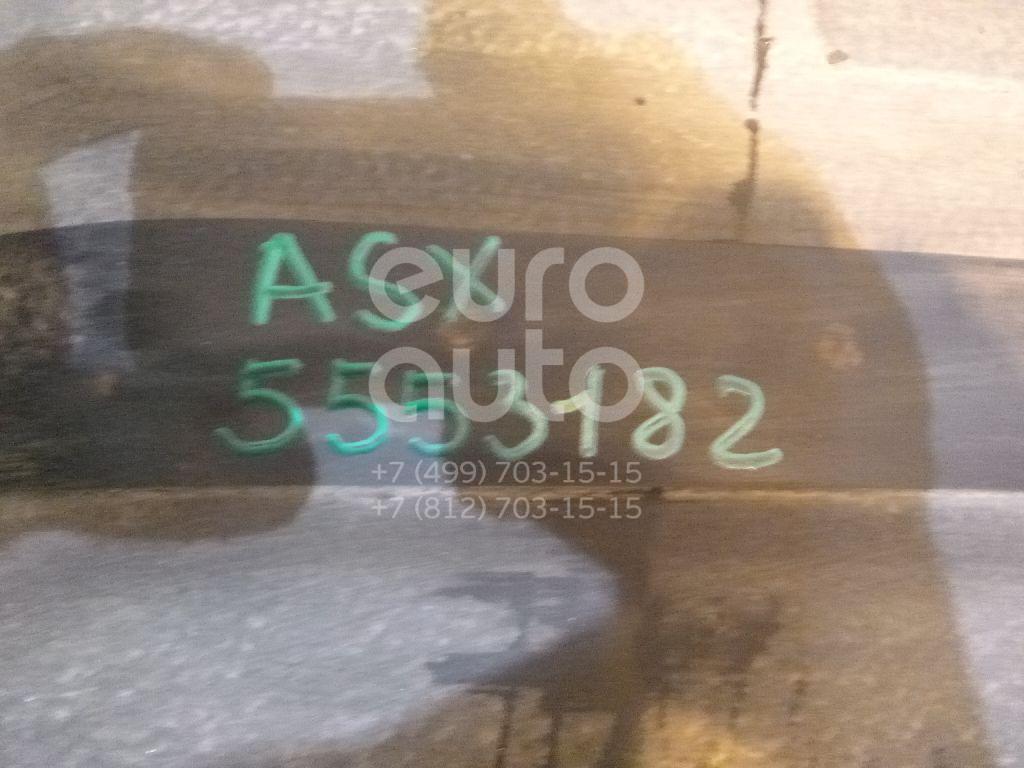 ASX
euro
auto
5553182
+7 (499) 703-15-15
+7 (812) 703-15-15